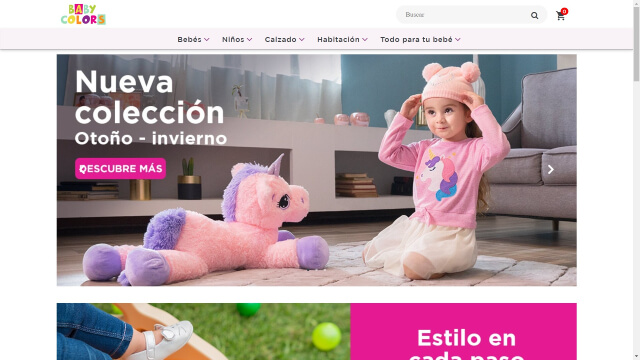 BABY
COLORS
Buscar
0
Bebés
Niños
Calzado
Habitación
Todo para tu bebé
Nueva
colección
Otoño - invierno
DESCUBRE MÁS
Estilo en
cada paso